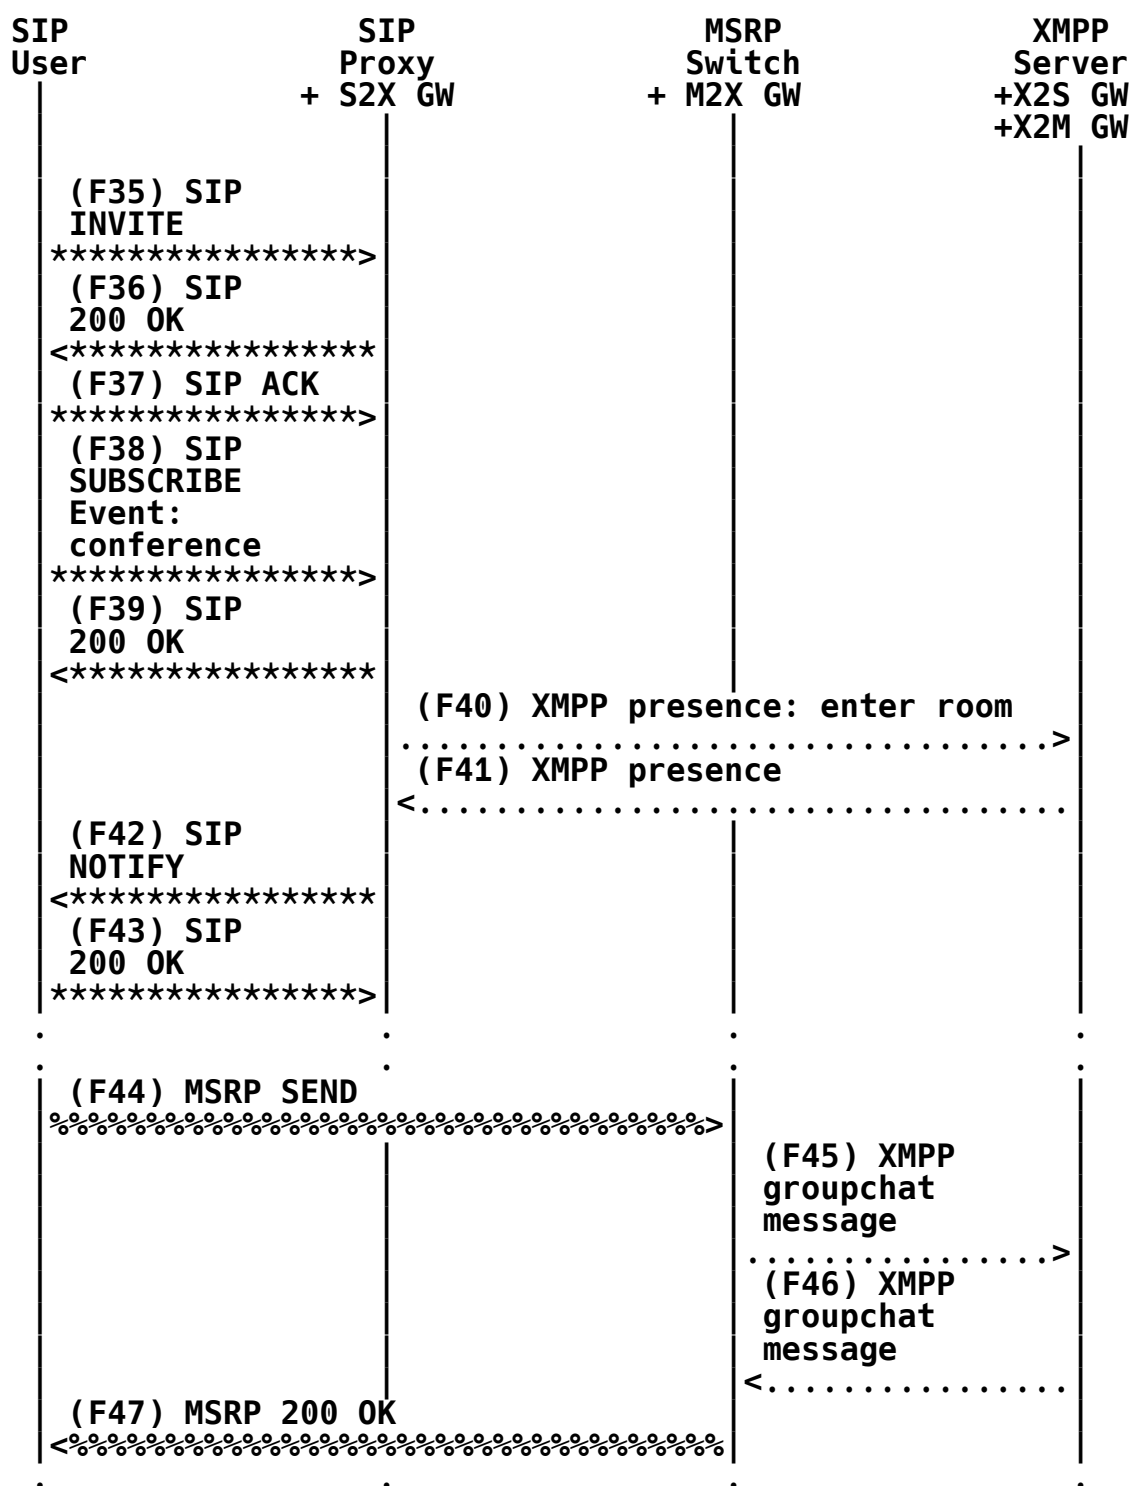 SIP                SIP               MSRP              XMPP
User              Proxy             Switch            Server
 |              + S2X GW          + M2X GW          +X2S GW
 |                 |                 |              +X2M GW
 |                 |                 |                 |
 | (F35) SIP       |                 |                 |
 | INVITE          |                 |                 |
 |****************>|                 |                 |
 | (F36) SIP       |                 |                 |
 | 200 OK          |                 |                 |
 |<****************|                 |                 |
 | (F37) SIP ACK   |                 |                 |
 |****************>|                 |                 |
 | (F38) SIP       |                 |                 |
 | SUBSCRIBE       |                 |                 |
 | Event:          |                 |                 |
 | conference      |                 |                 |
 |****************>|                 |                 |
 | (F39) SIP       |                 |                 |
 | 200 OK          |                 |                 |
 |<****************|                 |                 |
 |                 | (F40) XMPP presence: enter room   |
 |                 |..................................>|
 |                 | (F41) XMPP presence               |
 |                 |<..................................|
 | (F42) SIP       |                 |                 |
 | NOTIFY          |                 |                 |
 |<****************|                 |                 |
 | (F43) SIP       |                 |                 |
 | 200 OK          |                 |                 |
 |****************>|                 |                 |
 .                 .                 .                 .
 .                 .                 .                 .
 | (F44) MSRP SEND                   |                 |
 |%%%%%%%%%%%%%%%%%%%%%%%%%%%%%%%%%%>|                 |
 |                 |                 | (F45) XMPP      |
 |                 |                 | groupchat       |
 |                 |                 | message         |
 |                 |                 |................>|
 |                 |                 | (F46) XMPP      |
 |                 |                 | groupchat       |
 |                 |                 | message         |
 |                 |                 |<................|
 | (F47) MSRP 200 OK                 |                 |
 |<%%%%%%%%%%%%%%%%%%%%%%%%%%%%%%%%%%|                 |
 .                 .                 .                 .